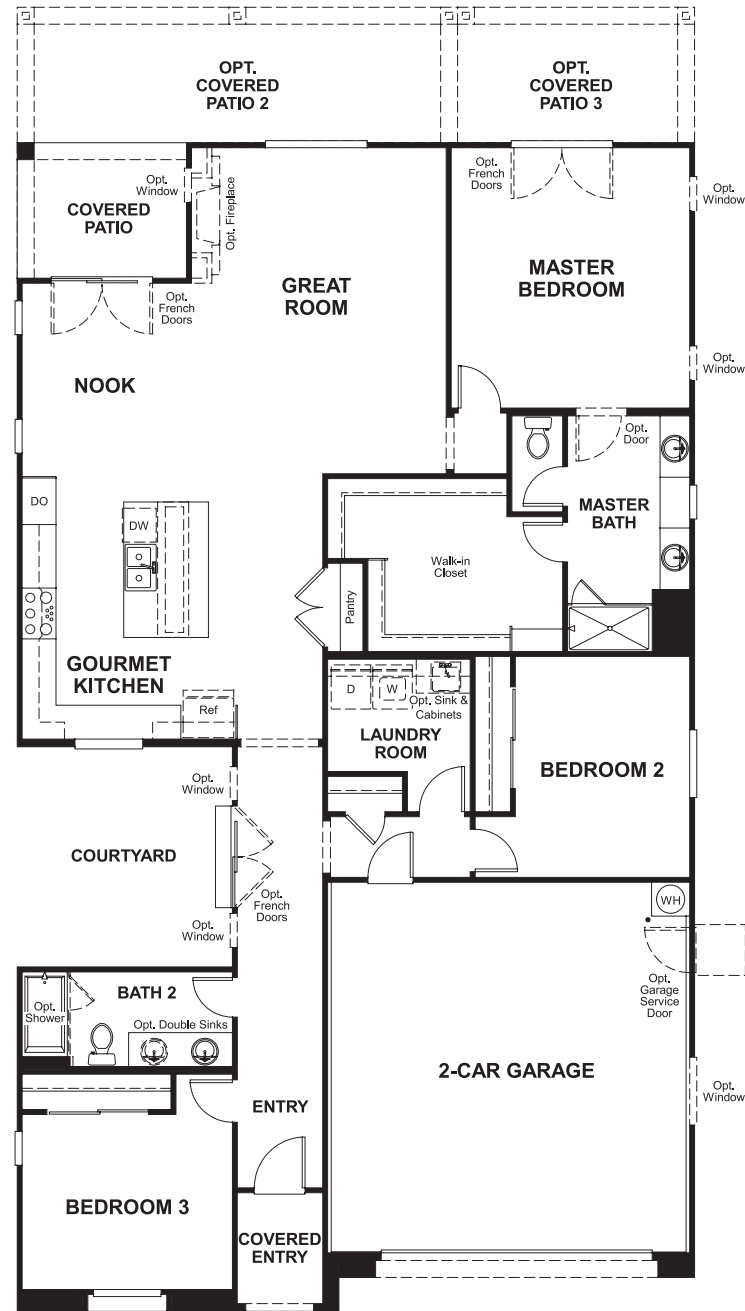 OPT.
COVERED
PATIO 2
OPT.
COVERED
PATIO 3
Opt.
Window
COVERED
PATIO
Opt. Fireplace
Opt.
French
Doors
Opt.
Window
GREAT
ROOM
MASTER
BEDROOM
Opt.
French
Doors
Opt.
Window
NOOK
Opt.
Door
DO
DW
MASTER
BATH
Walk-in
Closet
Pantry
GOURMET
KITCHEN
Ref
D
W
Opt. Sink &
Cabinets
LAUNDRY
ROOM
BEDROOM 2
Opt.
Window
COURTYARD
Opt.
French
Doors
Opt.
Window
WH
Opt.
Garage
Service
Door
BATH 2
Opt.
Shower
Opt. Double Sinks
2-CAR GARAGE
Opt.
Window
ENTRY
BEDROOM 3
COVERED
ENTRY